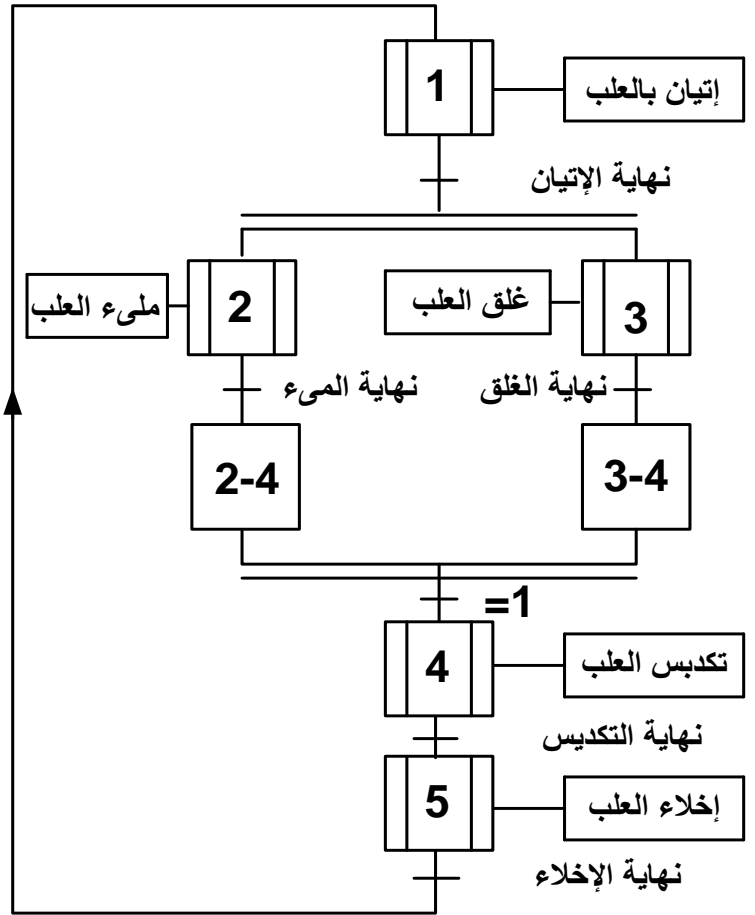 1
إتيان بالعلب
نهاية الإتيان
ملىء العلب
2
غلق العلب
3
نهاية المىء
نهاية الغلق
2-4
3-4
=1
4
تكدبس العلب
نهاية التكديس
5
إخلاء العلب
نهاية الإخلاء